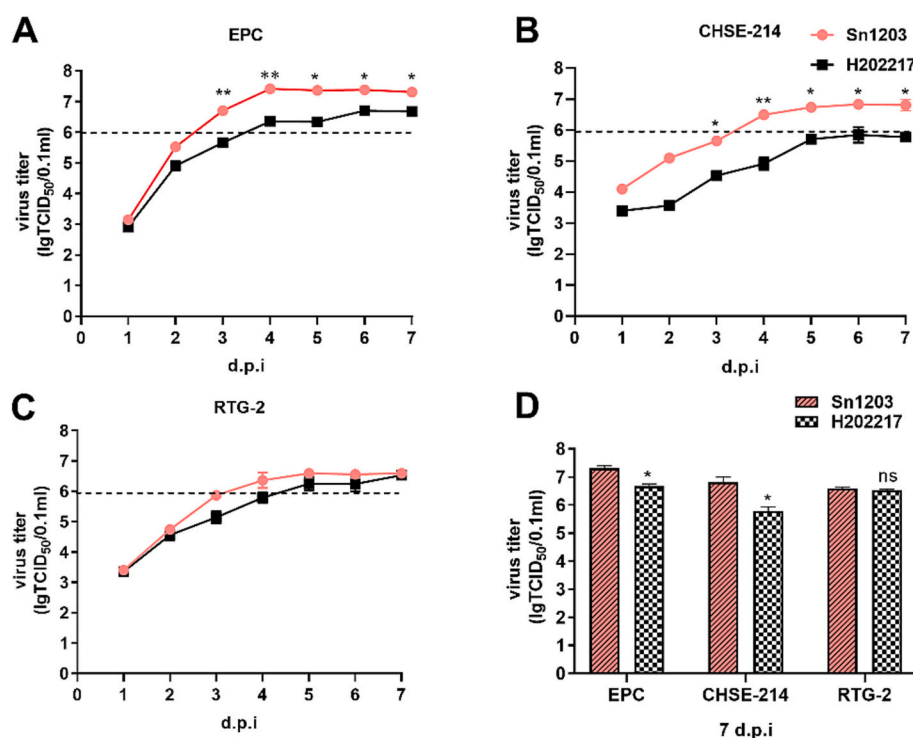 A
EPC
virus titer
(lgTCID50/0.1ml)
8
7
6
5
4
3
2
1
0
** ** * * *
0 1 2 3 4 5 6 7
d.p.i
B
CHSE-214
Sn1203
H202217
virus titer
(lgTCID50/0.1ml)
8
7
6
5
4
3
2
1
0
* ** * * *
0 1 2 3 4 5 6 7
d.p.i
C
RTG-2
virus titer
(lgTCID50/0.1ml)
8
7
6
5
4
3
2
1
0
0 1 2 3 4 5 6 7
d.p.i
D
Sn1203
H202217
virus titer
(lgTCID50/0.1ml)
8
7
6
5
4
3
2
1
0
* * ns
EPC CHSE-214 RTG-2
7 d.p.i